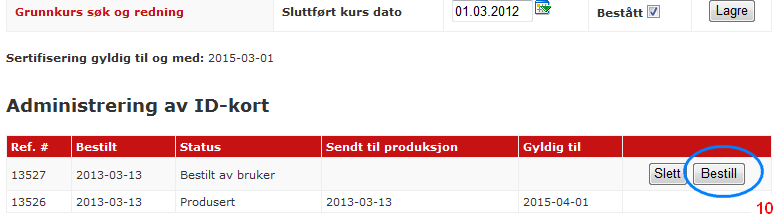 Grunnkurs søk og redning Sluttført kurs dato 01.03.2012 Bestått Lagre
Sertifisering gyldig til og med: 2015-03-01
Administrering av ID-kort
Ref. # Bestilt Status Sendt til produksjon Gyldig til
13527 2013-03-13 Bestilt av bruker Slett Bestill
13526 2013-03-13 Produsert 2013-03-13 2015-04-01
10